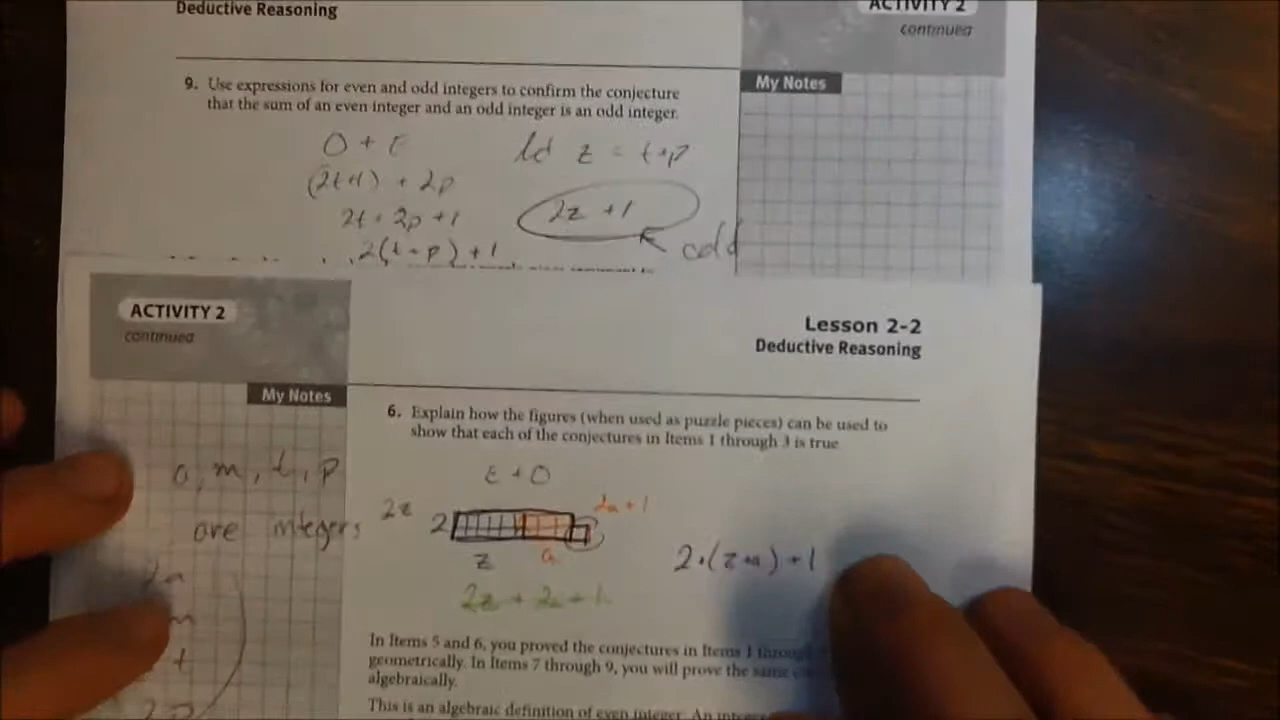 Deductive Reasoning
ACTIVITY 2
continued
9. Use expressions for even and odd integers to confirm the conjecture
that the sum of an even integer and an odd integer is an odd integer.
My Notes
O + E
(2t+1) + 2p
2t + 2p + 1
2(t+p) + 1
let z = t+p
2z + 1
odd
ACTIVITY 2
continued
Lesson 2-2
Deductive Reasoning
My Notes
o, m, t, p
are integers
6. Explain how the figures (when used as puzzle pieces) can be used to
show that each of the conjectures in Items 1 through 3 is true
E + O
2z
2
2a + 1
z
a
2·(z+a) + 1
In Items 5 and 6, you proved the conjectures in Items 1 through
geometrically. In Items 7 through 9, you will prove the same
algebraically.
This is an algebraic definition of even integer. An